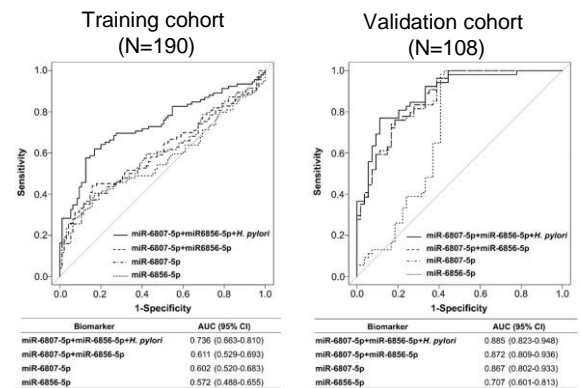 Training cohort
(N=190)
Sensitivity
1.0
0.8
0.6
0.4
0.2
0.0
miR-6807-5p+miR6856-5p+H. pylori
miR-6807-5p+miR6856-5p
miR-6807-5p
miR-6856-5p
0.0 0.2 0.4 0.6 0.8 1.0
1-Specificity
Biomarker AUC (95% CI)
miR-6807-5p+miR-6856-5p+H. pylori 0.736 (0.663-0.810)
miR-6807-5p+miR-6856-5p 0.611 (0.529-0.693)
miR-6807-5p 0.602 (0.520-0.683)
miR-6856-5p 0.572 (0.488-0.655)
Validation cohort
(N=108)
Sensitivity
1.0
0.8
0.6
0.4
0.2
0.0
miR-6807-5p+miR-6856-5p+H. pylori
miR-6807-5p+miR-6856-5p
miR-6807-5p
miR-6856-5p
0.0 0.2 0.4 0.6 0.8 1.0
1-Specificity
Biomarker AUC (95% CI)
miR-6807-5p+miR-6856-5p+H. pylori 0.885 (0.823-0.948)
miR-6807-5p+miR-6856-5p 0.872 (0.809-0.936)
miR-6807-5p 0.867 (0.802-0.933)
miR-6856-5p 0.707 (0.601-0.813)